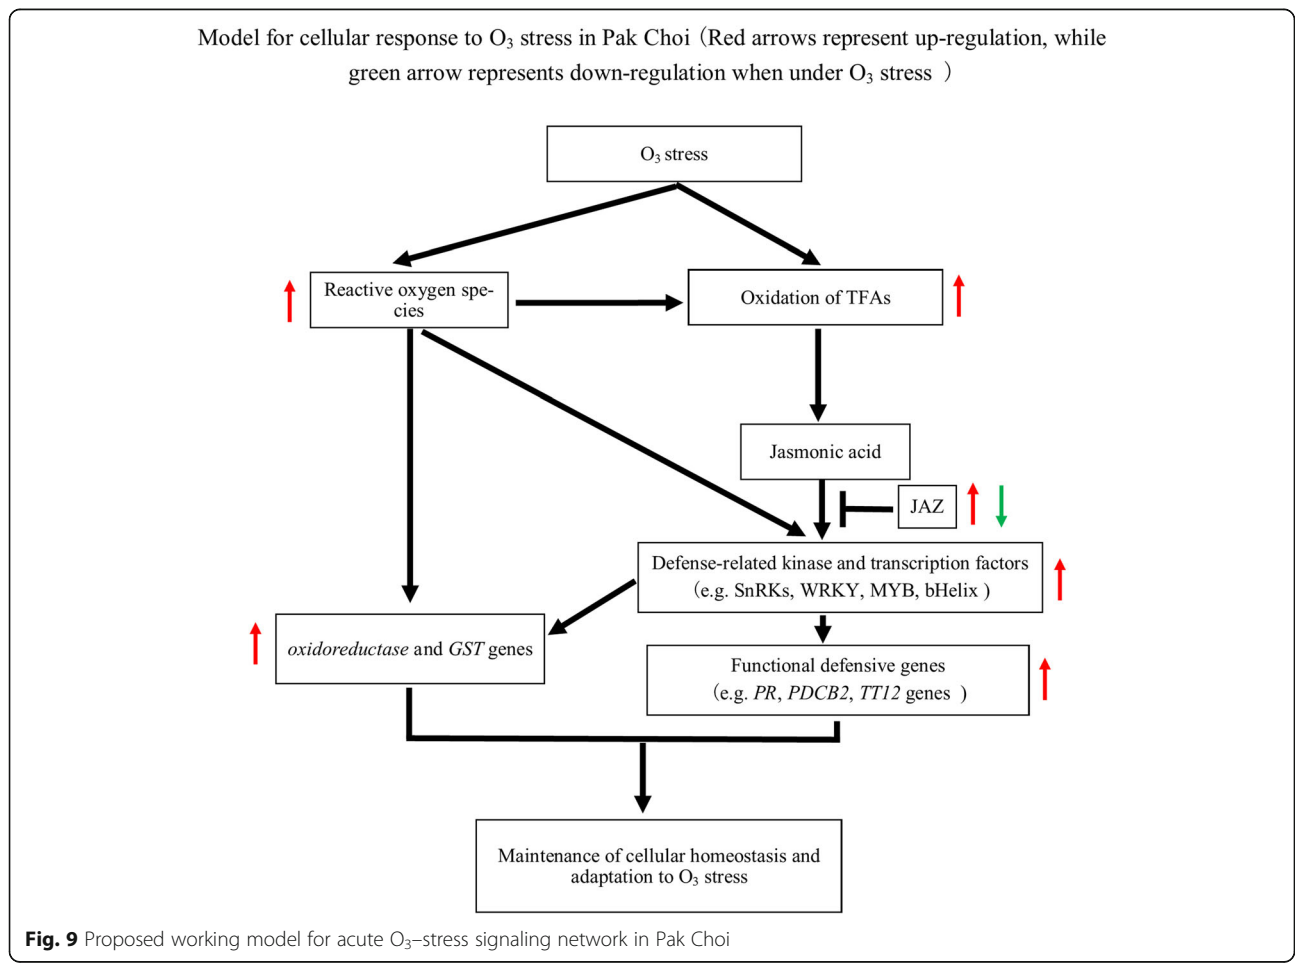 Model for cellular response to O₃ stress in Pak Choi（Red arrows represent up-regulation, while
green arrow represents down-regulation when under O₃ stress ）
O₃ stress
Reactive oxygen spe-
cies
Oxidation of TFAs
Jasmonic acid
JAZ
Defense-related kinase and transcription factors
（e.g. SnRKs, WRKY, MYB, bHelix )
oxidoreductase and GST genes
Functional defensive genes
（e.g. PR, PDCB2, TT12 genes )
Maintenance of cellular homeostasis and
adaptation to O₃ stress
Fig. 9 Proposed working model for acute O₃–stress signaling network in Pak Choi